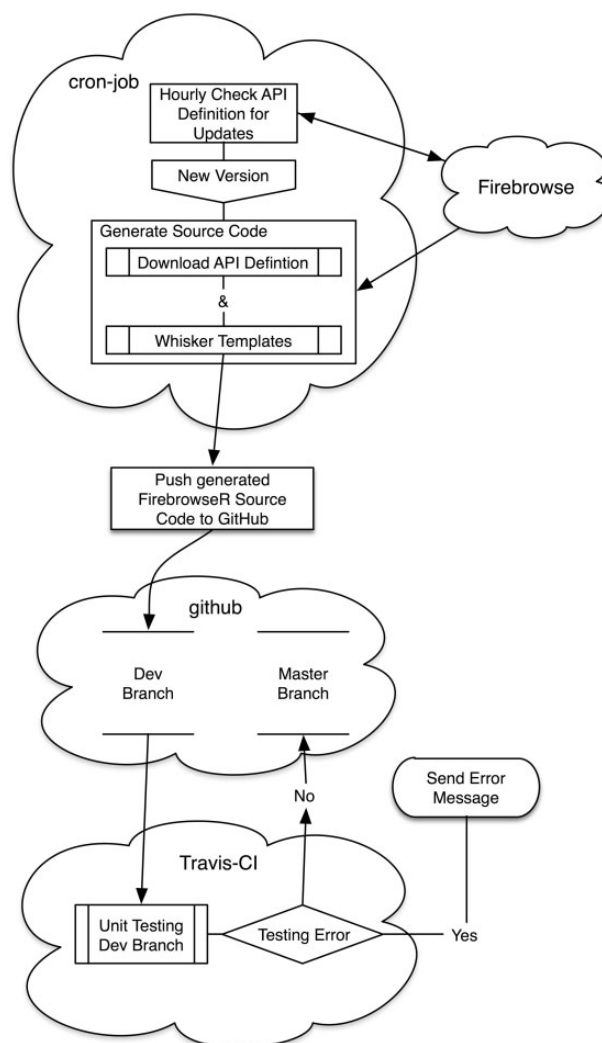 cron-job
Hourly Check API
Definition for
Updates
New Version
Firebrowse
Generate Source Code
Download API Defintion
&
Whisker Templates
Push generated
FirebrowseR Source
Code to GitHub
github
Dev
Branch
Master
Branch
Send Error
Message
No
Travis-CI
Unit Testing
Dev Branch
Testing Error
Yes